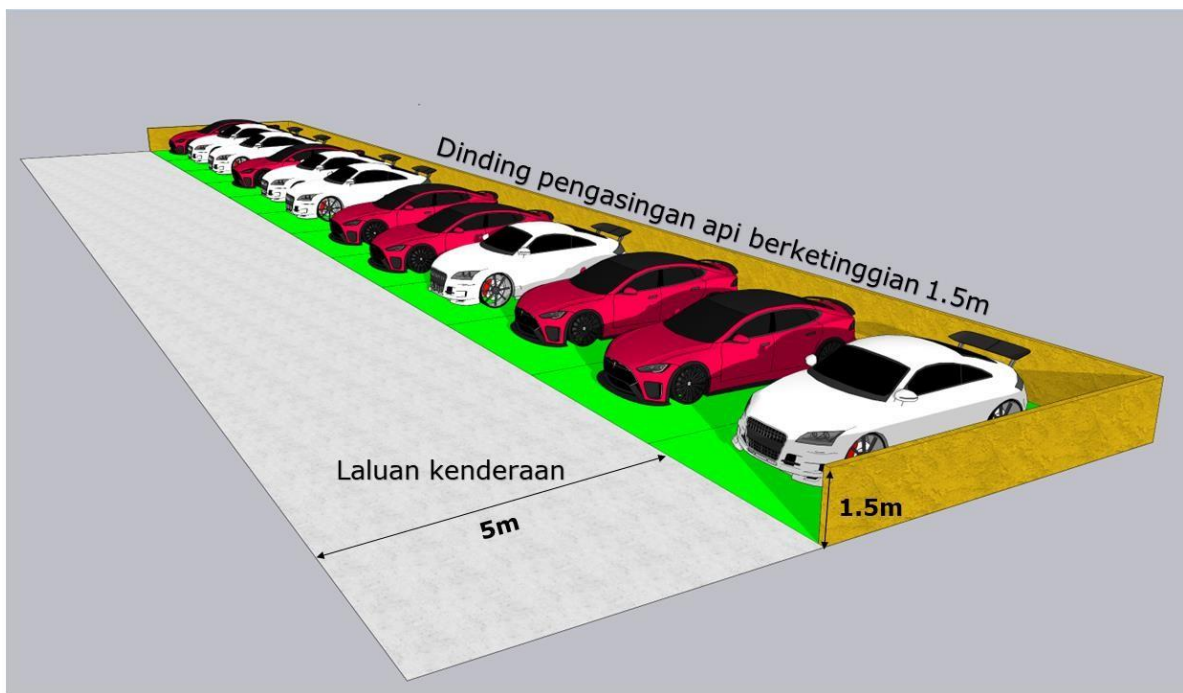 Dinding pengasingan api berketinggian 1.5m
Laluan kenderaan
5m
1.5m